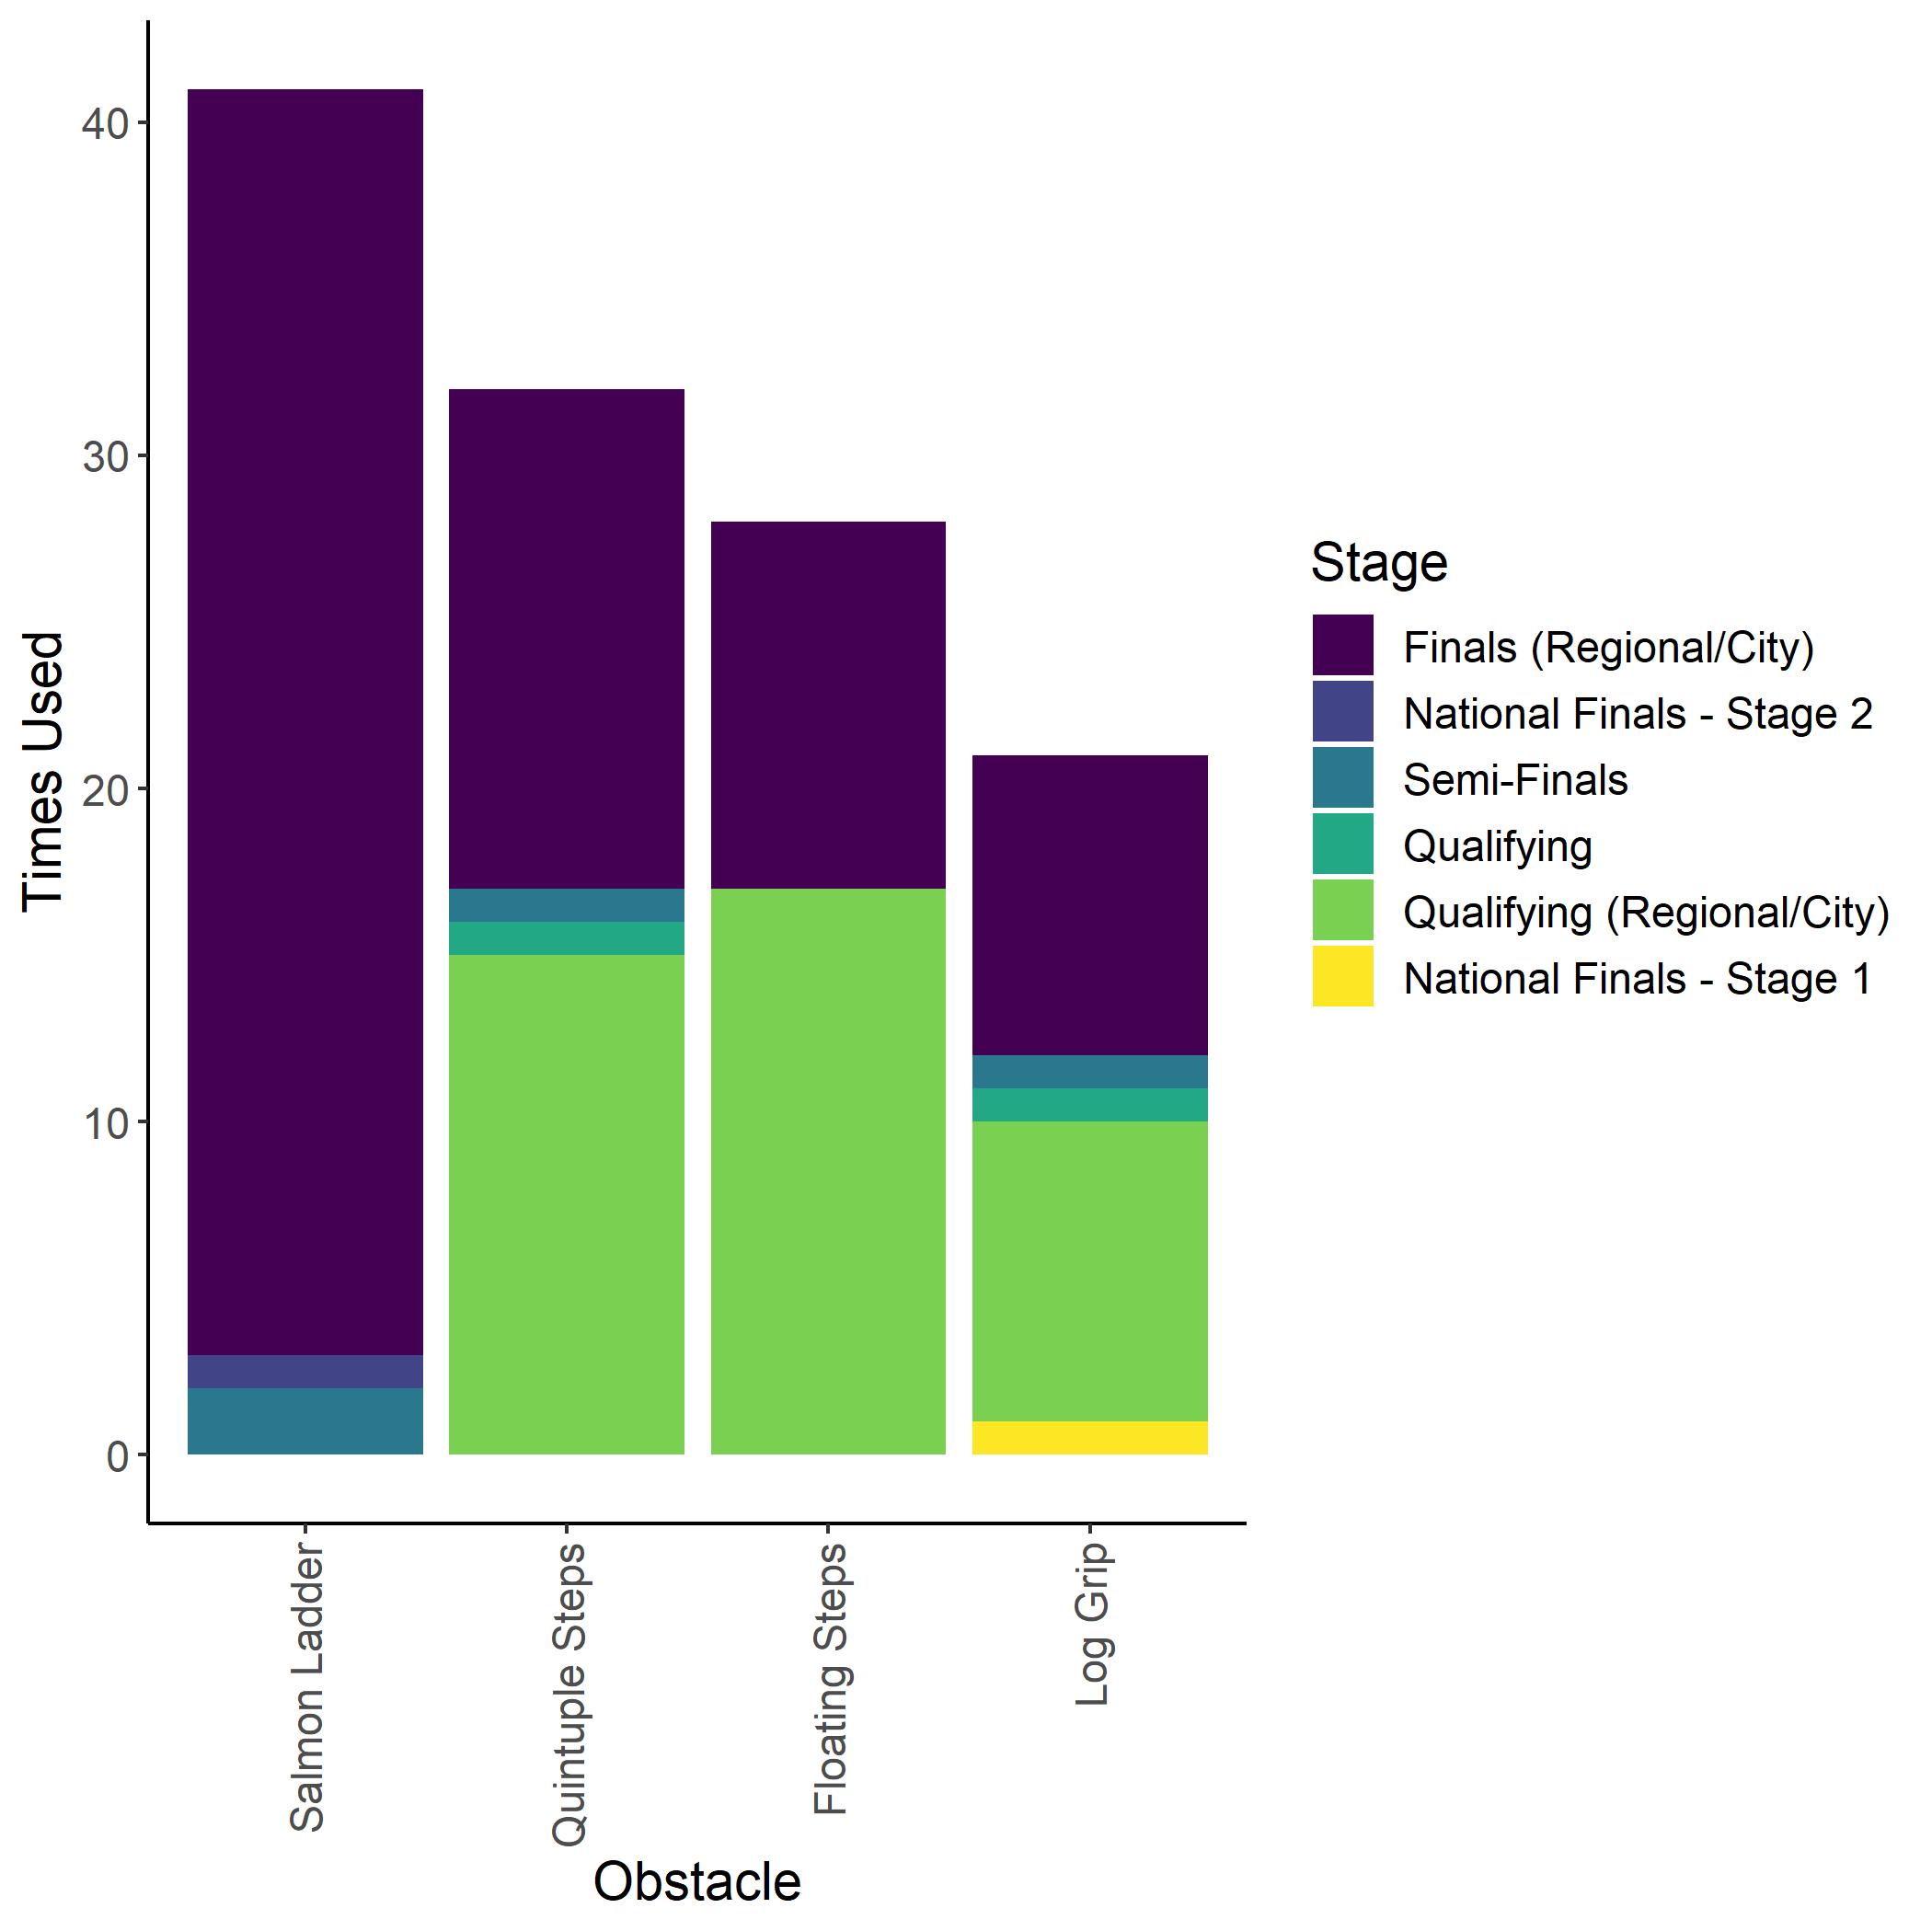 40
30
20
10
0
Times Used
Salmon Ladder
Quintuple Steps
Floating Steps
Log Grip
Obstacle
Stage
Finals (Regional/City)
National Finals - Stage 2
Semi-Finals
Qualifying
Qualifying (Regional/City)
National Finals - Stage 1